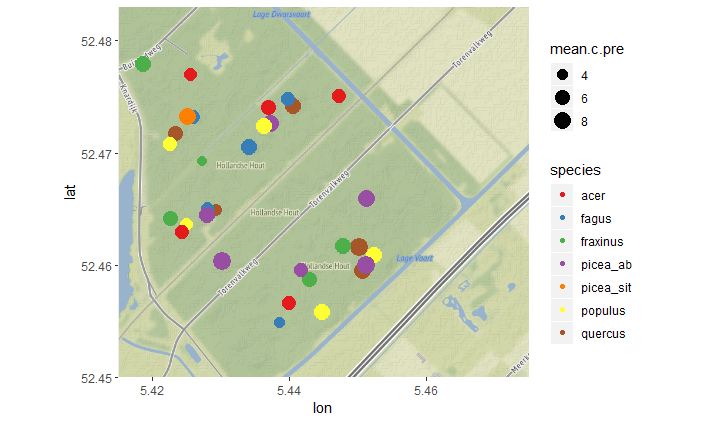 lat
52.48
52.47
52.46
52.45
5.42
5.44
5.46
lon
Lage Dwarsvaart
Torenvalkweg
Knardijk
Hollandse Hout
Torenvalkweg
Hollandse Hout
Hollandse Hout
Lage Vaart
Torenvalkweg
mean.c.pre
4
6
8
species
acer
fagus
fraxinus
picea_ab
picea_sit
populus
quercus